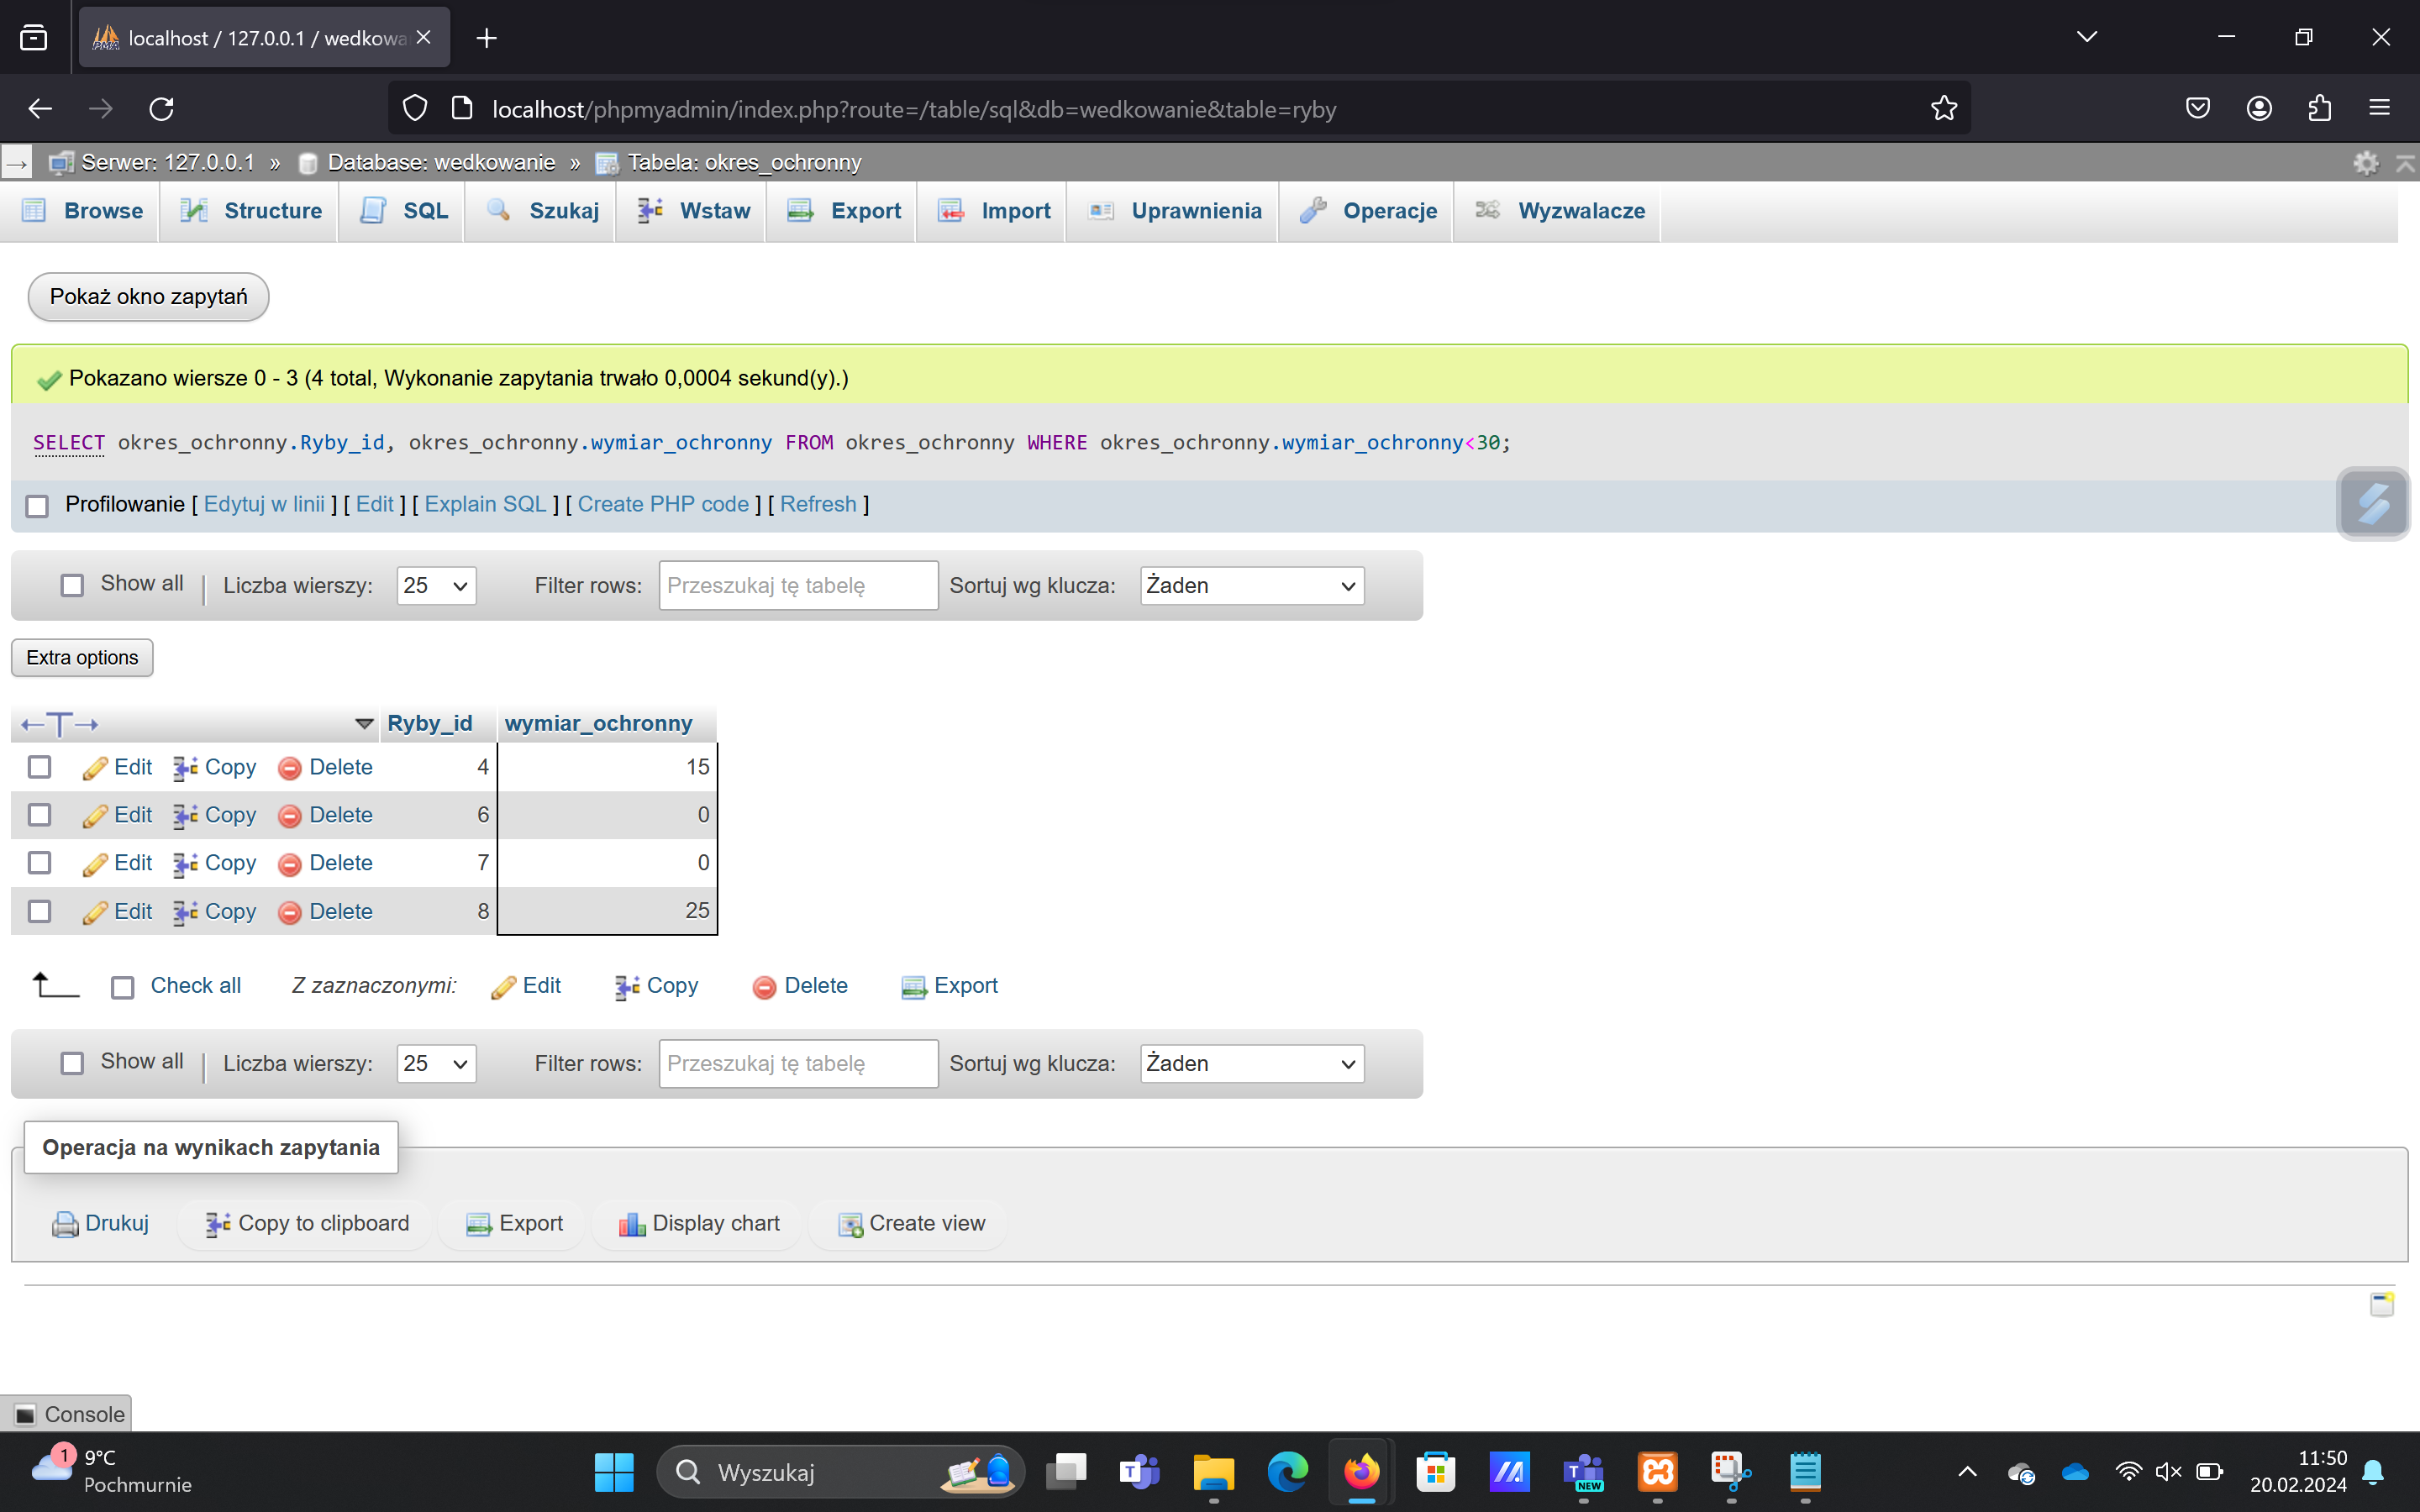 localhost / 127.0.0.1 / wedkowa
localhost/phpmyadmin/index.php?route=/table/sql&db=wedkowanie&table=ryby
Serwer: 127.0.0.1 » Database: wedkowanie » Tabela: okres_ochronny
Browse Structure SQL Szukaj Wstaw Export Import Uprawnienia Operacje Wyzwalacze
Pokaż okno zapytań
Pokazano wiersze 0 - 3 (4 total, Wykonanie zapytania trwało 0,0004 sekund(y).)
SELECT okres_ochronny.Ryby_id, okres_ochronny.wymiar_ochronny FROM okres_ochronny WHERE okres_ochronny.wymiar_ochronny<30;
Profilowanie [ Edytuj w linii ] [ Edit ] [ Explain SQL ] [ Create PHP code ] [ Refresh ]
Show all | Liczba wierszy: 25 Filter rows: Przeszukaj tę tabelę Sortuj wg klucza: Żaden
Extra options
←T→ Ryby_id wymiar_ochronny
Edit Copy Delete 4 15
Edit Copy Delete 6 0
Edit Copy Delete 7 0
Edit Copy Delete 8 25
Check all Z zaznaczonymi: Edit Copy Delete Export
Show all | Liczba wierszy: 25 Filter rows: Przeszukaj tę tabelę Sortuj wg klucza: Żaden
Operacja na wynikach zapytania
Drukuj Copy to clipboard Export Display chart Create view
Console
1 9°C
Pochmurnie
Wyszukaj
NEW
11:50
20.02.2024